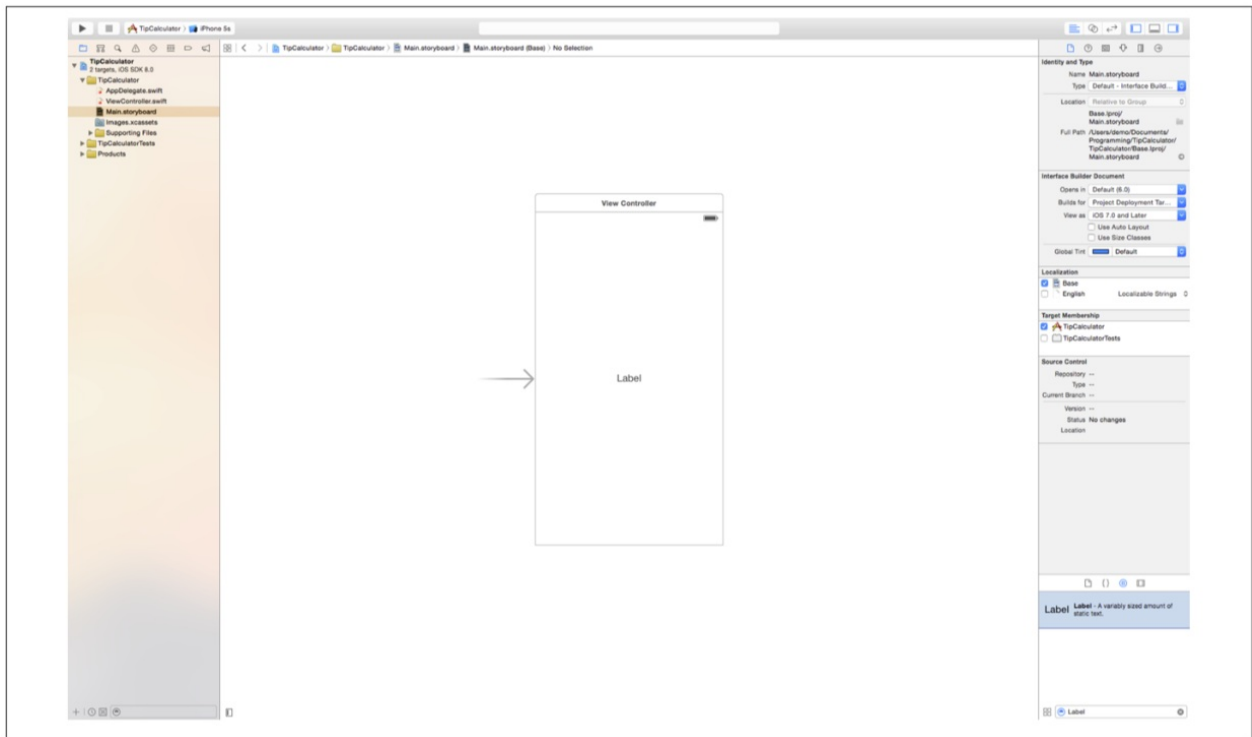 TipCalculator › iPhone 5s
TipCalculator › TipCalculator › Main.storyboard › Main.storyboard (Base) › No Selection
TipCalculator
2 targets, iOS SDK 8.0
TipCalculator
AppDelegate.swift
ViewController.swift
Main.storyboard
Images.xcassets
Supporting Files
TipCalculatorTests
Products
View Controller
Label
Identity and Type
Name Main.storyboard
Type Default - Interface Build...
Location Relative to Group
Base.lproj/
Main.storyboard
Full Path /Users/demo/Documents/
Programming/TipCalculator/
TipCalculator/Base.lproj/
Main.storyboard
Interface Builder Document
Opens in Default (6.0)
Builds for Project Deployment Tar...
View as iOS 7.0 and Later
Use Auto Layout
Use Size Classes
Global Tint Default
Localization
Base
English Localizable Strings
Target Membership
TipCalculator
TipCalculatorTests
Source Control
Repository --
Type --
Current Branch --
Version --
Status No changes
Location
Label Label - A variably sized amount of
static text.
Label